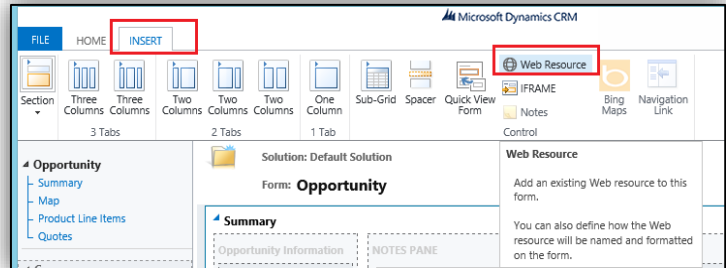 Microsoft Dynamics CRM
FILE HOME INSERT
Section
Three Columns
Three Columns
Two Columns
Two Columns
Two Columns
One Column
Sub-Grid
Spacer
Quick View Form
Web Resource
IFRAME
Notes
Bing Maps
Navigation Link
3 Tabs
2 Tabs
1 Tab
Control
Opportunity
Summary
Map
Product Line Items
Quotes
Solution: Default Solution
Form: Opportunity
Summary
Opportunity Information
NOTES PANE
Web Resource
Add an existing Web resource to this
form.
You can also define how the Web
resource will be named and formatted
on the form.